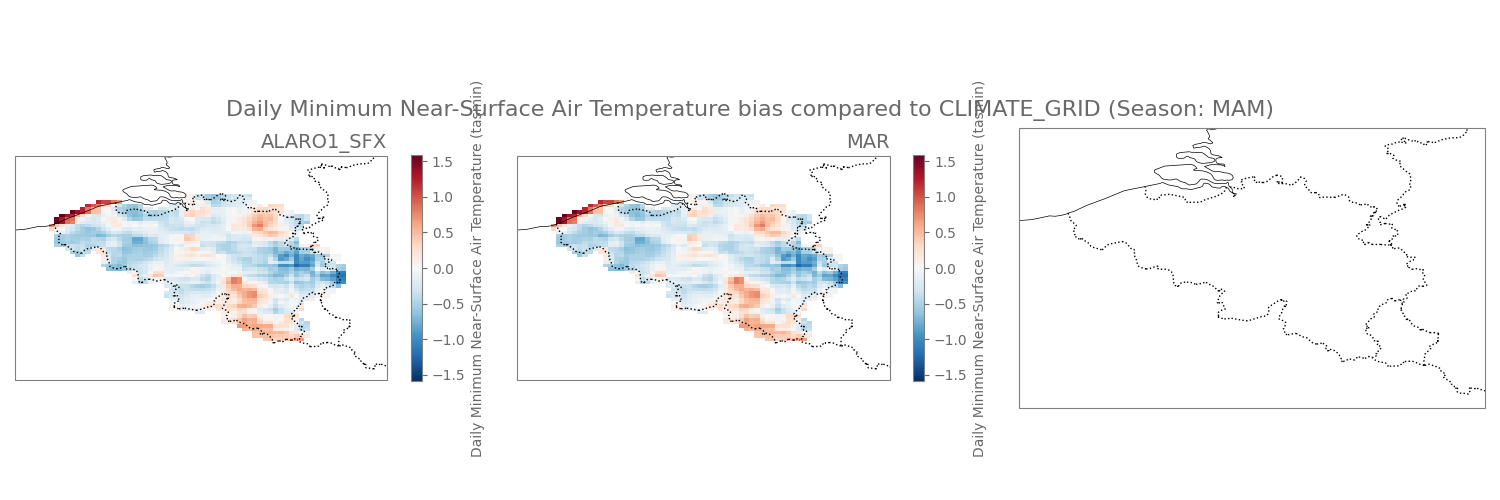 Daily Minimum Near-Surface Air Temperature bias compared to CLIMATE_GRID (Season: MAM)
ALARO1_SFX
1.5
1.0
0.5
0.0
−0.5
−1.0
−1.5
Daily Minimum Near-Surface Air Temperature (tasmin)
MAR
1.5
1.0
0.5
0.0
−0.5
−1.0
−1.5
Daily Minimum Near-Surface Air Temperature (tasmin)